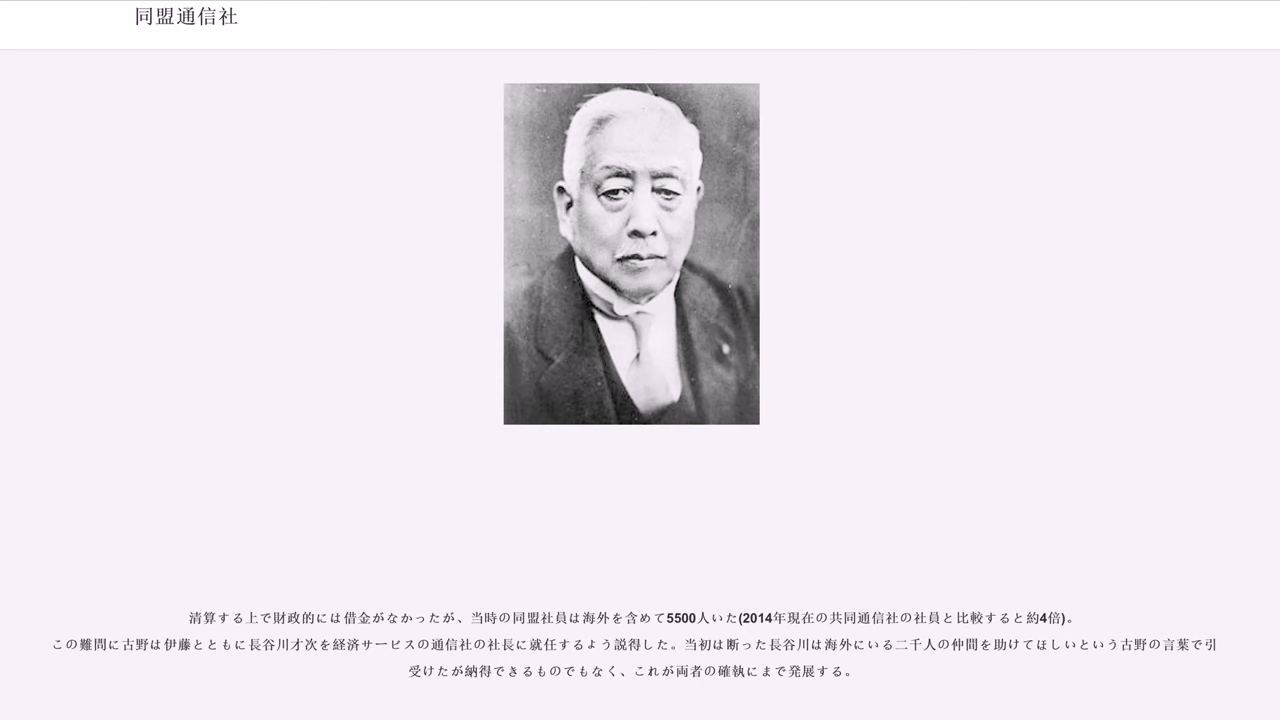 同盟通信社
清算する上で財政的には借金がなかったが、当時の同盟社員は海外を含めて5500人いた(2014年現在の共同通信社の社員と比較すると約4倍)。
この難問に古野は伊藤とともに長谷川才次を経済サービスの通信社の社長に就任するよう説得した。当初は断った長谷川は海外にいる二千人の仲間を助けてほしいという古野の言葉で引
受けたが納得できるものでもなく、これが両者の確執にまで発展する。